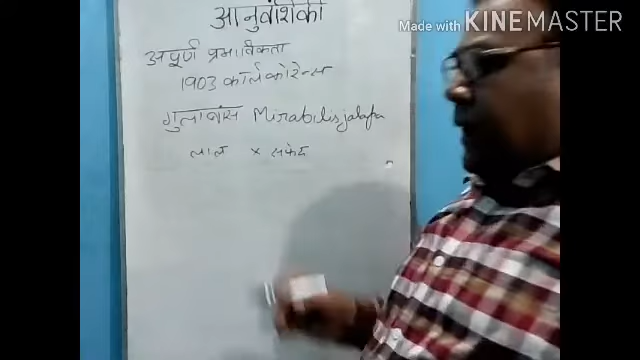 आनुवंशिकी
Made with KINEMASTER
अपूर्ण प्रभाविकता
1903 कॉर्ल कोरेन्स
गुलाबांस Mirabilis jalapa
लाल × सफेद